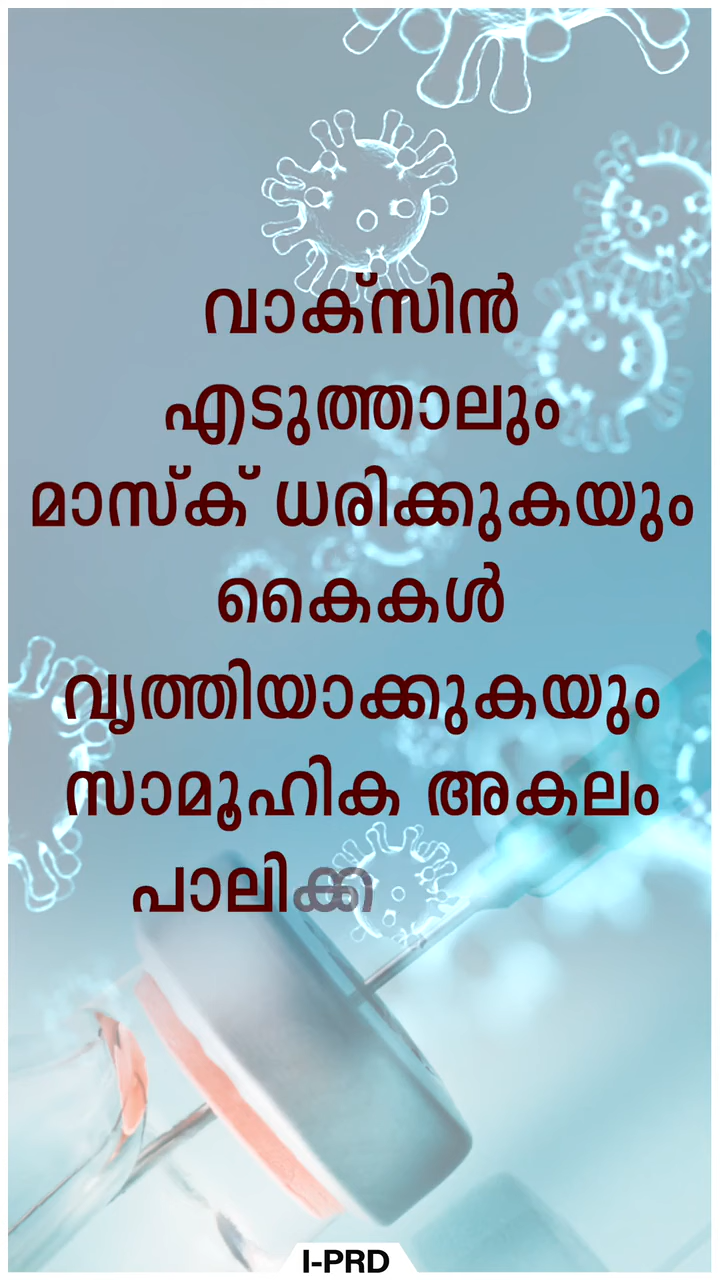 വാക്സിൻ
എടുത്താലും
മാസ്ക് ധരിക്കുകയും
കൈകൾ
വൃത്തിയാക്കുകയും
സാമൂഹിക അകലം
പാലിക്ക
I-PRD